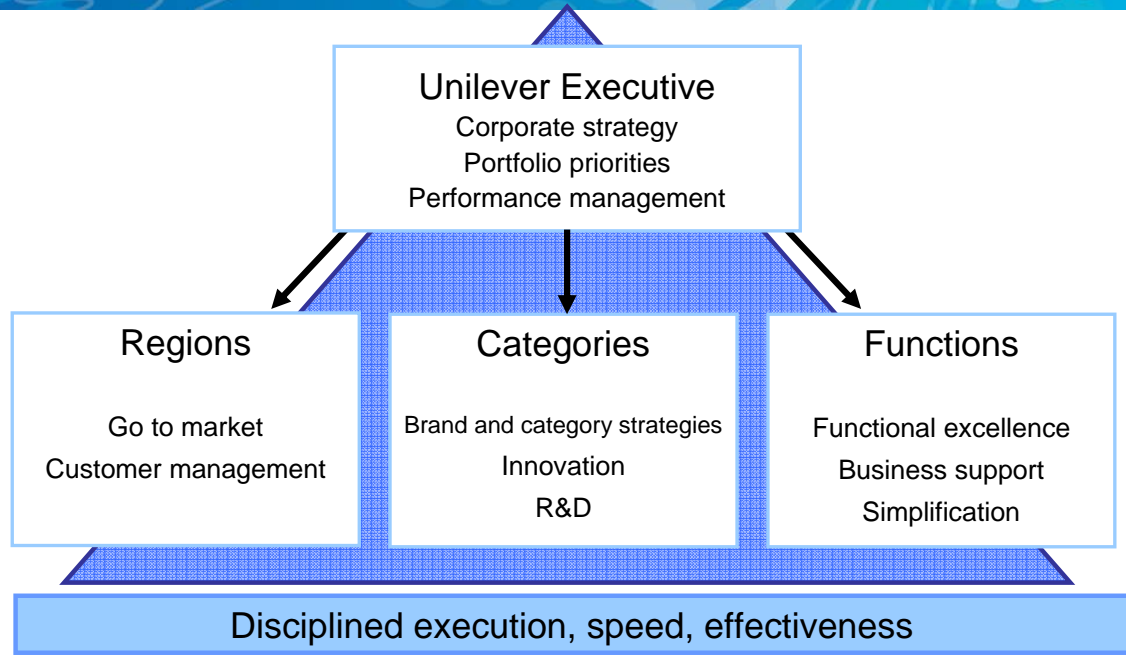 Unilever Executive
Corporate strategy
Portfolio priorities
Performance management
Regions
Go to market
Customer management
Categories
Brand and category strategies
Innovation
R&D
Functions
Functional excellence
Business support
Simplification
Disciplined execution, speed, effectiveness